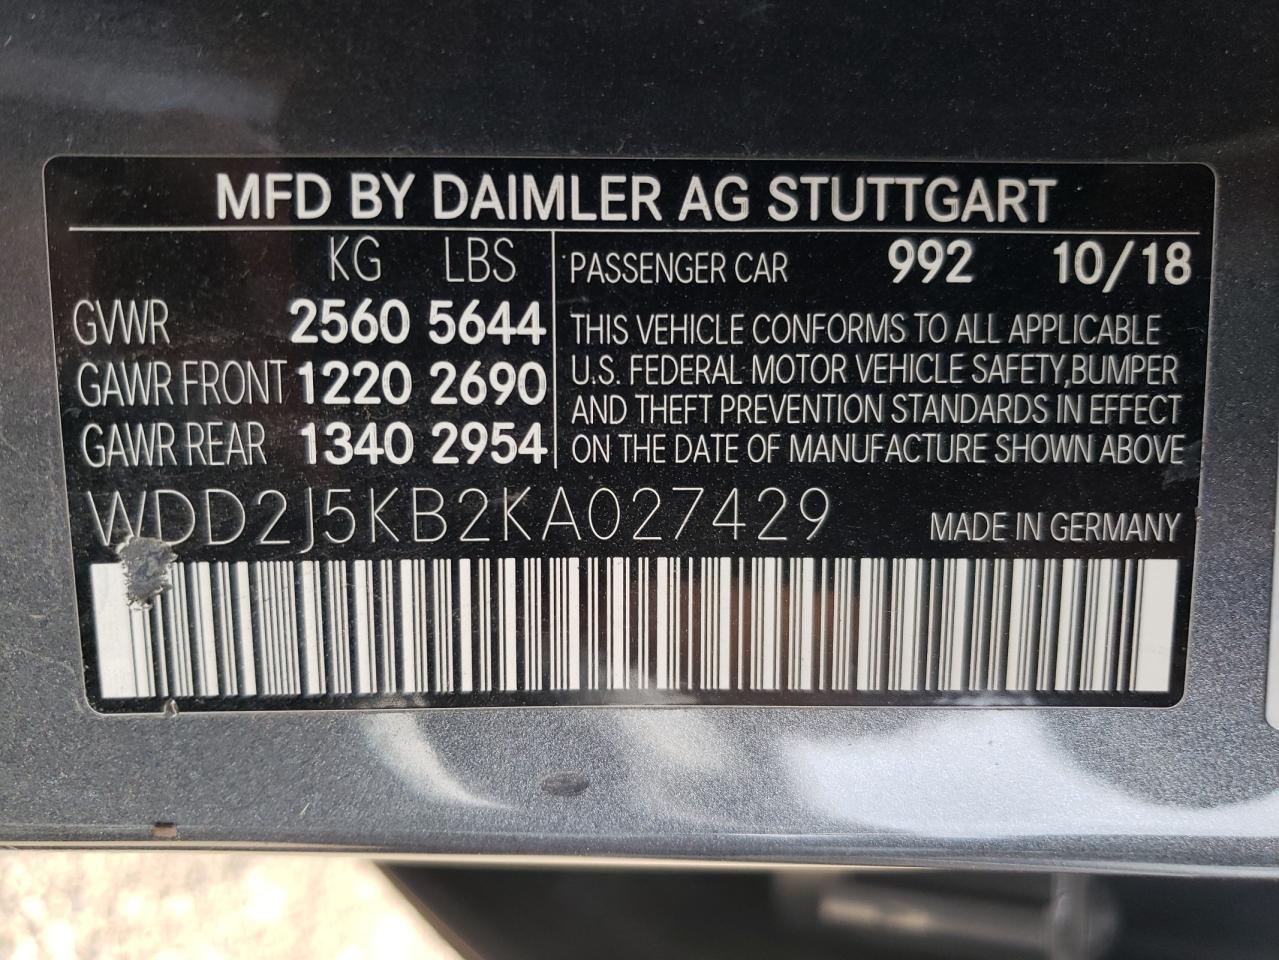 MFD BY DAIMLER AG STUTTGART
KG LBS
GVWR 2560 5644
GAWR FRONT 1220 2690
GAWR REAR 1340 2954
PASSENGER CAR 992 10/18
THIS VEHICLE CONFORMS TO ALL APPLICABLE
U.S. FEDERAL MOTOR VEHICLE SAFETY,BUMPER
AND THEFT PREVENTION STANDARDS IN EFFECT
ON THE DATE OF MANUFACTURE SHOWN ABOVE
WDD2J5KB2KA027429
MADE IN GERMANY